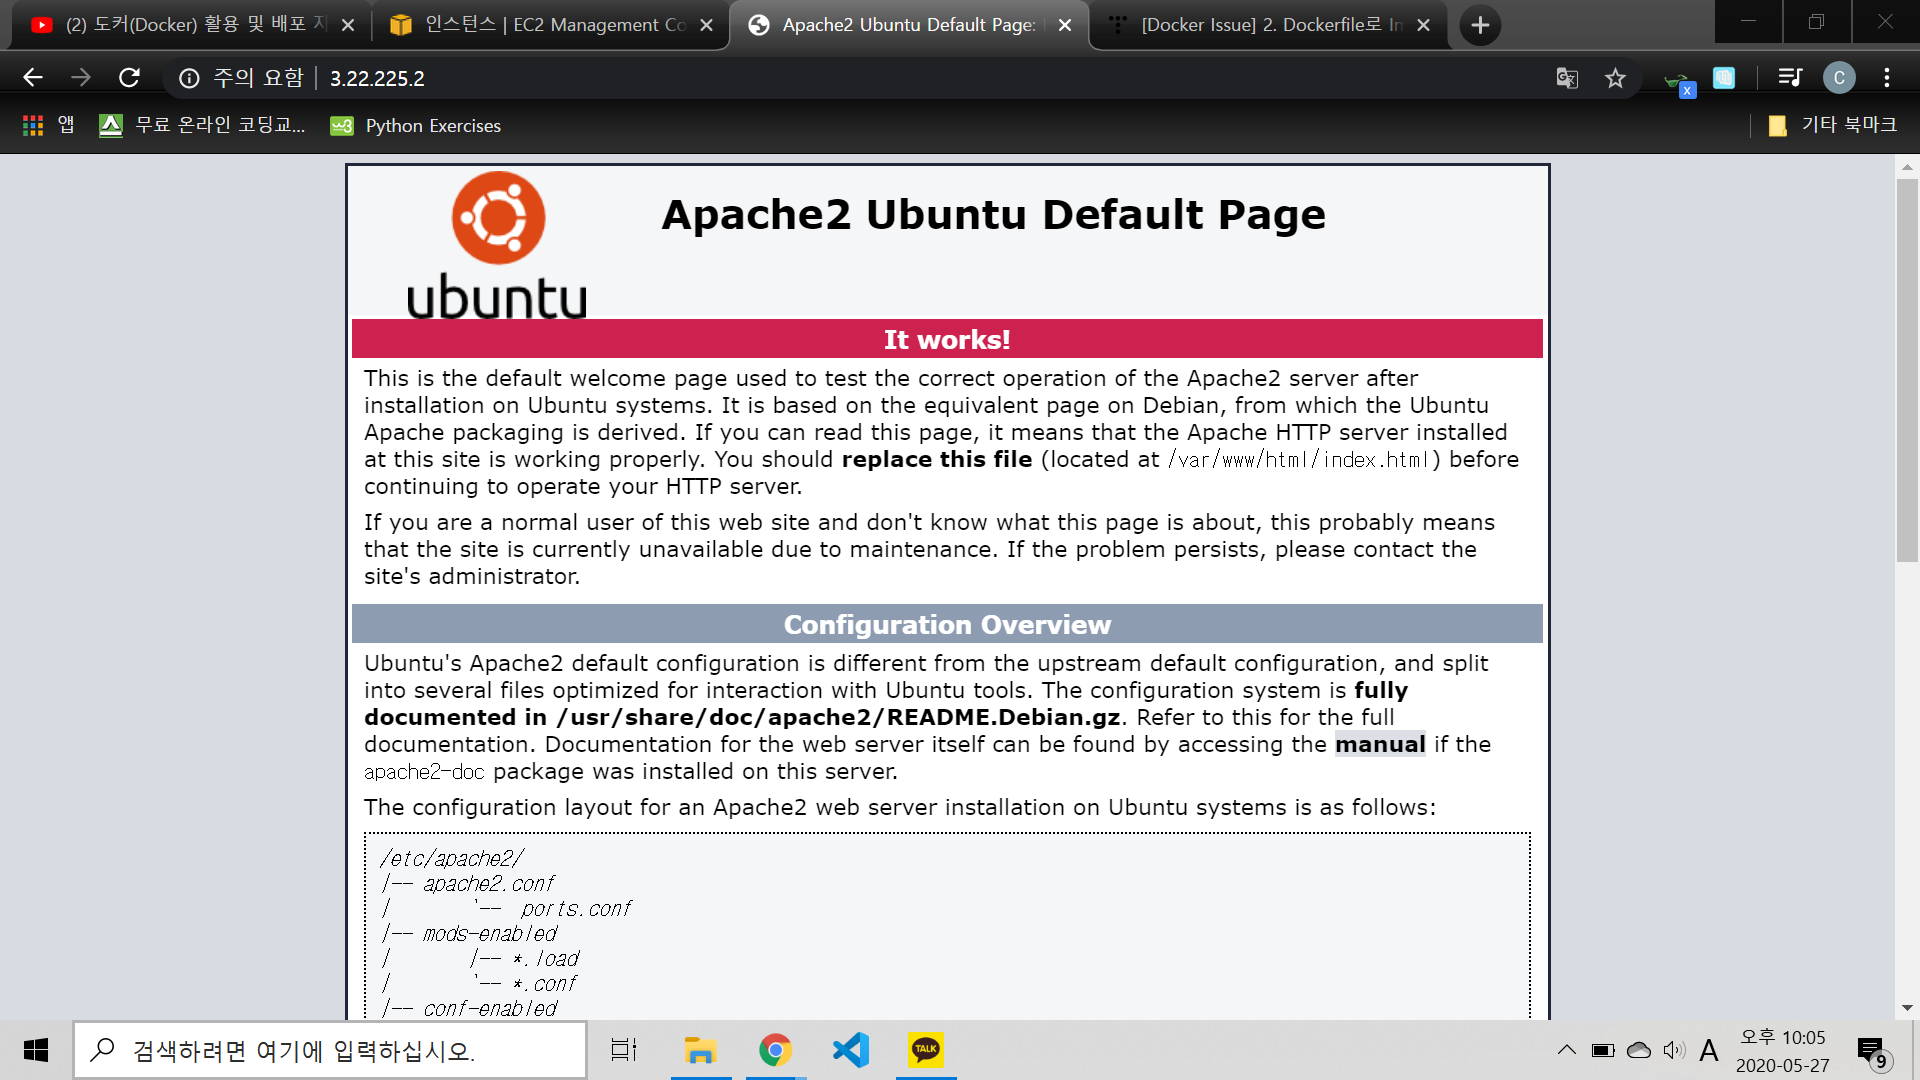 (2) 도커(Docker) 활용 및 배포 지
인스턴스 | EC2 Management Co
Apache2 Ubuntu Default Page:
[Docker Issue] 2. Dockerfile로 Im
주의 요함 3.22.225.2
C
앱 무료 온라인 코딩교... Python Exercises 기타 북마크
ubuntu
Apache2 Ubuntu Default Page
It works!
This is the default welcome page used to test the correct operation of the Apache2 server after
installation on Ubuntu systems. It is based on the equivalent page on Debian, from which the Ubuntu
Apache packaging is derived. If you can read this page, it means that the Apache HTTP server installed
at this site is working properly. You should replace this file (located at /var/www/html/index.html) before
continuing to operate your HTTP server.
If you are a normal user of this web site and don't know what this page is about, this probably means
that the site is currently unavailable due to maintenance. If the problem persists, please contact the
site's administrator.
Configuration Overview
Ubuntu's Apache2 default configuration is different from the upstream default configuration, and split
into several files optimized for interaction with Ubuntu tools. The configuration system is fully
documented in /usr/share/doc/apache2/README.Debian.gz. Refer to this for the full
documentation. Documentation for the web server itself can be found by accessing the manual if the
apache2-doc package was installed on this server.
The configuration layout for an Apache2 web server installation on Ubuntu systems is as follows:
/etc/apache2/
|-- apache2.conf
|       `--  ports.conf
|-- mods-enabled
|       |-- *.load
|       `-- *.conf
|-- conf-enabled
검색하려면 여기에 입력하십시오.
TALK
A
오후 10:05
2020-05-27
9